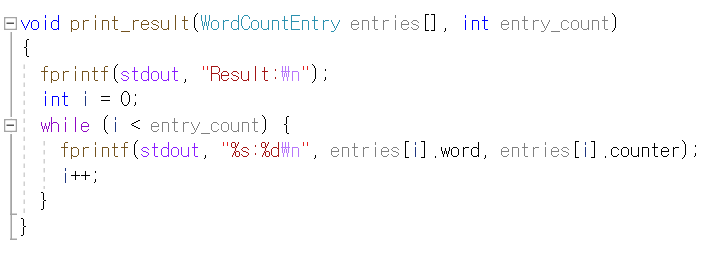 void print_result(WordCountEntry entries[], int entry_count)
{
fprintf(stdout, "Result:₩n");
int i = 0;
while (i < entry_count) {
fprintf(stdout, "%s:%d₩n", entries[i].word, entries[i].counter);
i++;
}
}